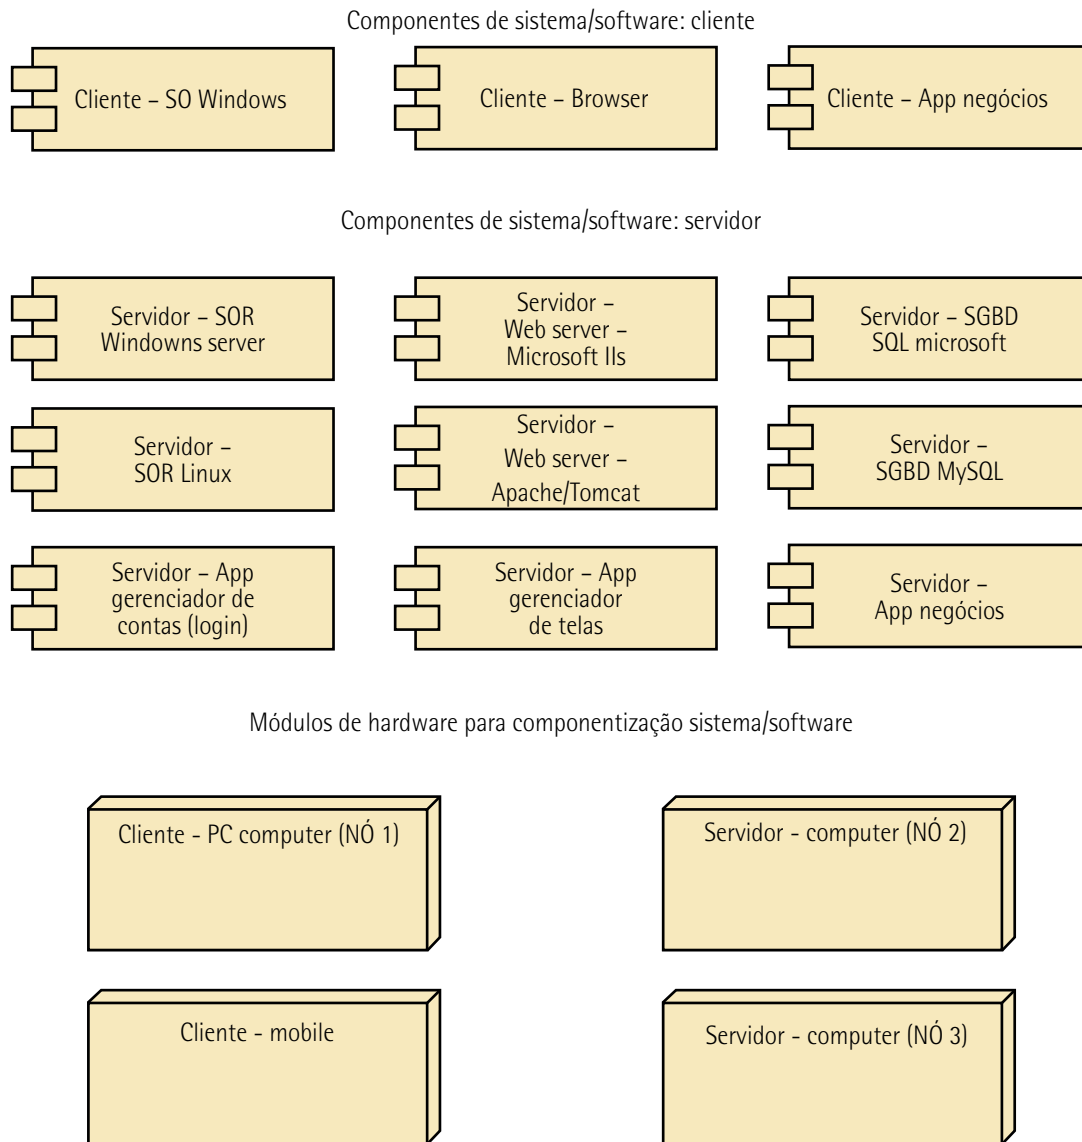 Componentes de sistema/software: cliente
Cliente – SO Windows
Cliente – Browser
Cliente – App negócios
Componentes de sistema/software: servidor
Servidor – SOR
Windowns server
Servidor –
Web server –
Microsoft IIs
Servidor – SGBD
SQL microsoft
Servidor –
SOR Linux
Servidor –
Web server –
Apache/Tomcat
Servidor –
SGBD MySQL
Servidor – App
gerenciador de
contas (login)
Servidor – App
gerenciador
de telas
Servidor –
App negócios
Módulos de hardware para componentização sistema/software
Cliente - PC computer (NÓ 1)
Servidor - computer (NÓ 2)
Cliente - mobile
Servidor - computer (NÓ 3)